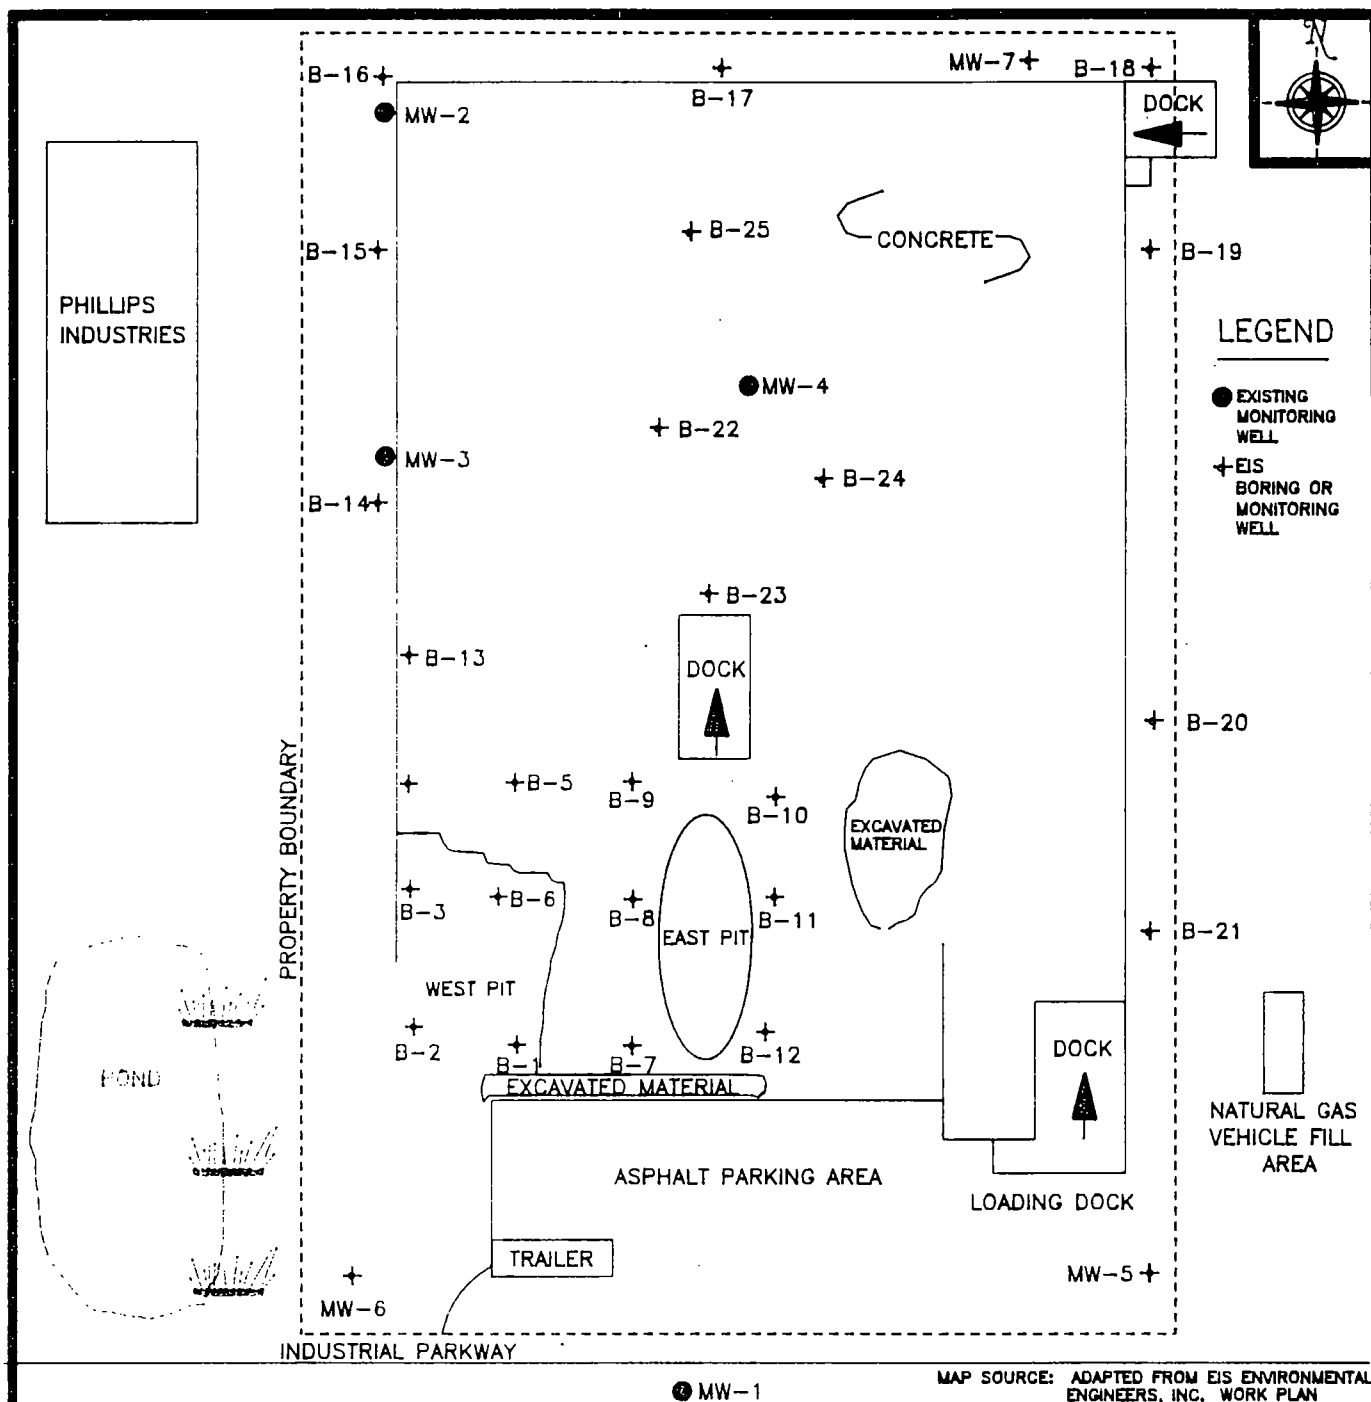 N
B-16
B-17
MW-7
B-18
DOCK
MW-2
B-25
CONCRETE
B-15
B-19
PHILLIPS
INDUSTRIES
LEGEND
EXISTING
MONITORING
WELL
EIS
BORING OR
MONITORING
WELL
MW-4
B-22
MW-3
B-24
B-14
B-23
DOCK
B-13
B-20
PROPERTY BOUNDARY
B-5
B-9
B-10
EXCAVATED
MATERIAL
B-3
B-6
B-8
B-11
EAST PIT
B-21
WEST PIT
B-2
B-1
B-7
B-12
DOCK
POND
EXCAVATED MATERIAL
NATURAL GAS
VEHICLE FILL
AREA
ASPHALT PARKING AREA
LOADING DOCK
TRAILER
MW-5
MW-6
INDUSTRIAL PARKWAY
MW-1
MAP SOURCE: ADAPTED FROM EIS ENVIRONMENTAL
ENGINEERS, INC. WORK PLAN